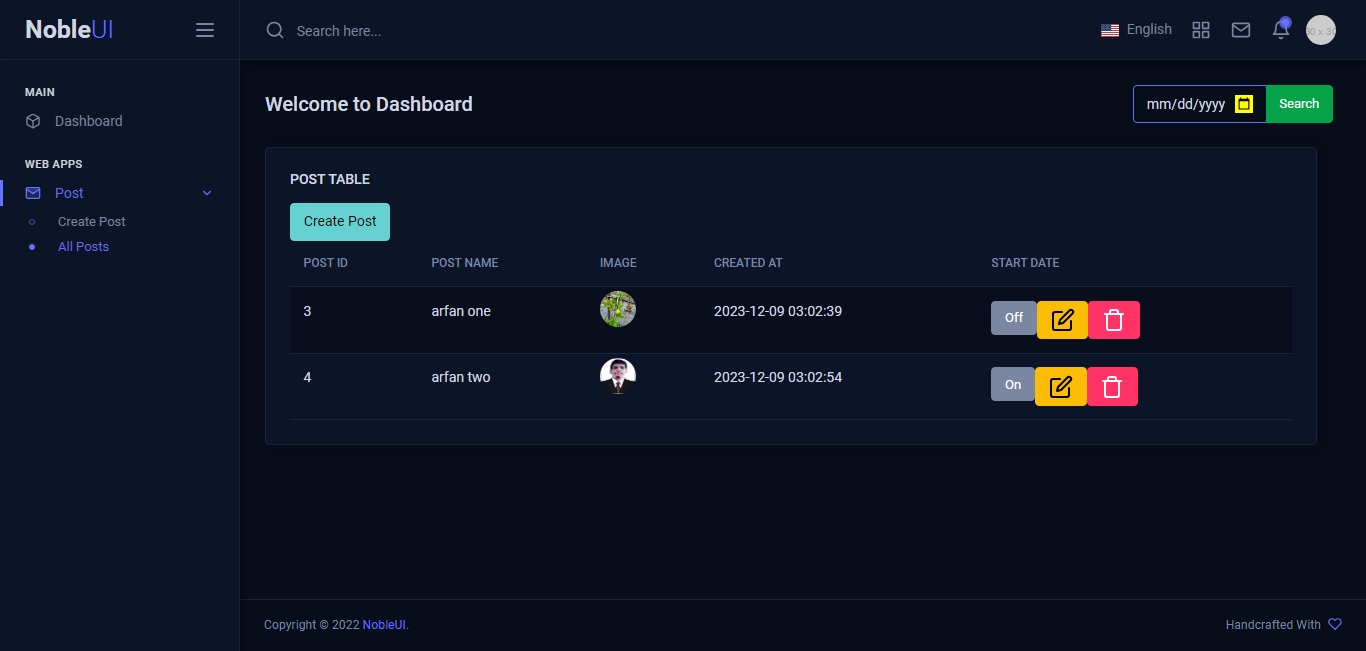 NobleUI
Search here...
English
30 x 30
MAIN
Dashboard
WEB APPS
Post
Create Post
All Posts
Welcome to Dashboard
mm/dd/yyyy
Search
POST TABLE
Create Post
POST ID POST NAME IMAGE CREATED AT START DATE
3 arfan one 2023-12-09 03:02:39 Off
4 arfan two 2023-12-09 03:02:54 On
Copyright © 2022 NobleUI.
Handcrafted With